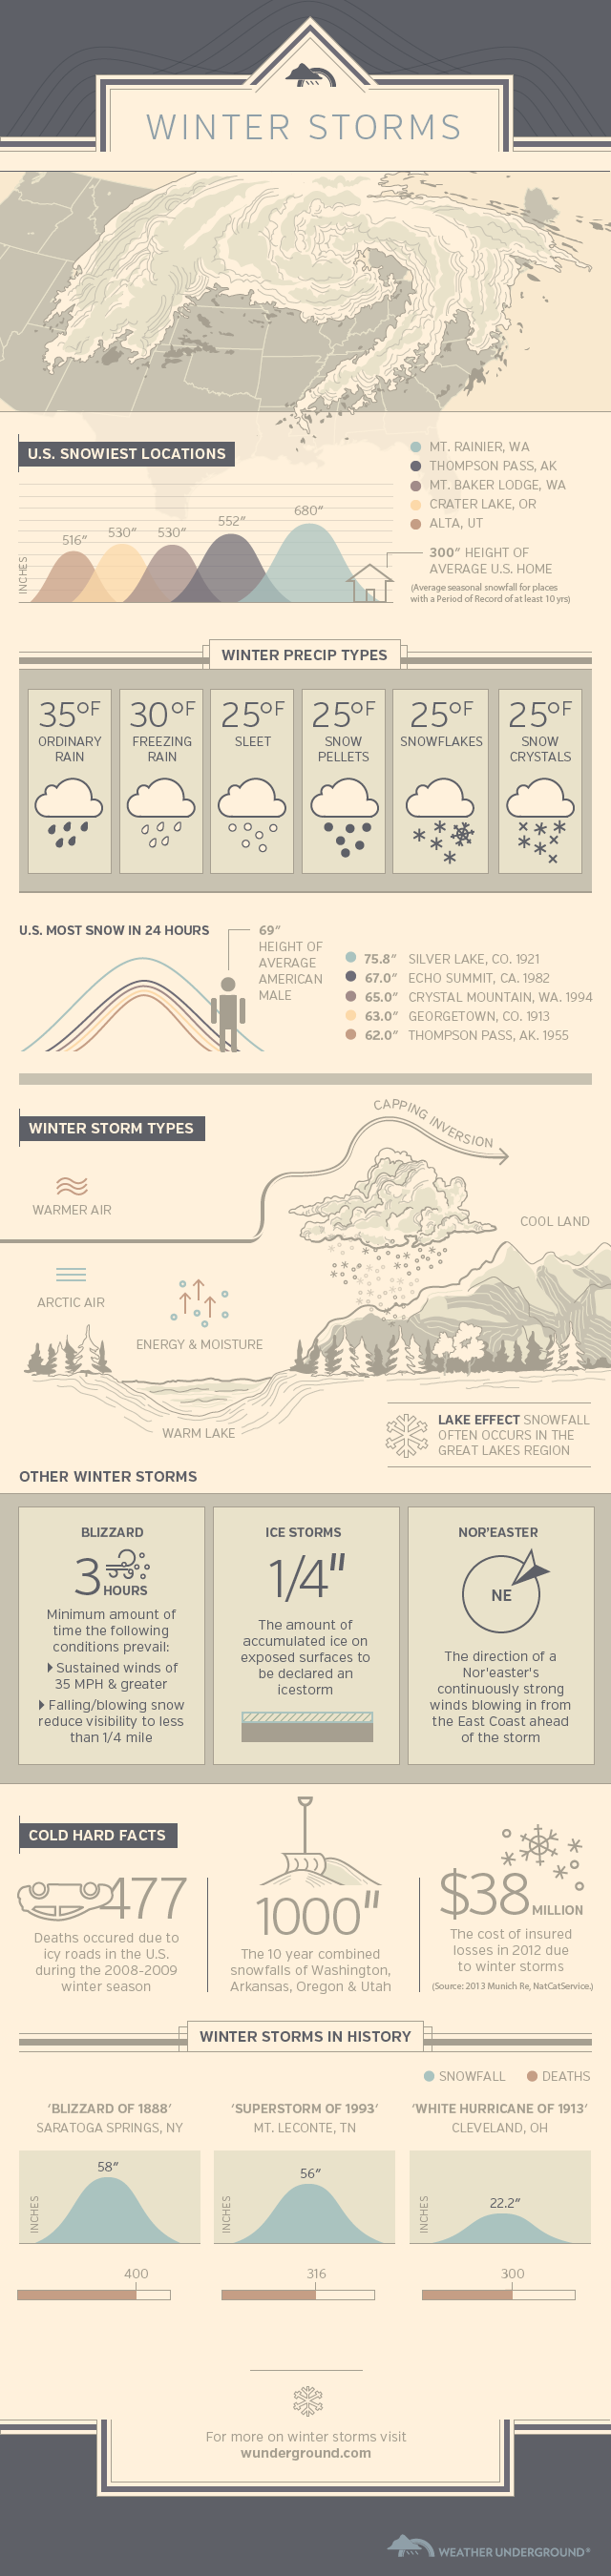 WINTER STORMS
U.S. SNOWIEST LOCATIONS
MT. RAINIER, WA
THOMPSON PASS, AK
MT. BAKER LODGE, WA
CRATER LAKE, OR
ALTA, UT
516″
530″
530″
552″
680″
INCHES
300″ HEIGHT OF
AVERAGE U.S. HOME
(Average seasonal snowfall for places
with a Period of Record of at least 10 yrs)
WINTER PRECIP TYPES
35°F
ORDINARY
RAIN
30°F
FREEZING
RAIN
25°F
SLEET
25°F
SNOW
PELLETS
25°F
SNOWFLAKES
25°F
SNOW
CRYSTALS
U.S. MOST SNOW IN 24 HOURS
69″
HEIGHT OF
AVERAGE
AMERICAN
MALE
75.8″ SILVER LAKE, CO. 1921
67.0″ ECHO SUMMIT, CA. 1982
65.0″ CRYSTAL MOUNTAIN, WA. 1994
63.0″ GEORGETOWN, CO. 1913
62.0″ THOMPSON PASS, AK. 1955
WINTER STORM TYPES
CAPPING INVERSION
WARMER AIR
COOL LAND
ARCTIC AIR
ENERGY & MOISTURE
WARM LAKE
LAKE EFFECT SNOWFALL
OFTEN OCCURS IN THE
GREAT LAKES REGION
OTHER WINTER STORMS
BLIZZARD
3 HOURS
Minimum amount of
time the following
conditions prevail:
Sustained winds of
35 MPH & greater
Falling/blowing snow
reduce visibility to less
than 1/4 mile
ICE STORMS
1/4"
The amount of
accumulated ice on
exposed surfaces to
be declared an
icestorm
NOR'EASTER
NE
The direction of a
Nor'easter's
continuously strong
winds blowing in from
the East Coast ahead
of the storm
COLD HARD FACTS
477
Deaths occured due to
icy roads in the U.S.
during the 2008-2009
winter season
1000"
The 10 year combined
snowfalls of Washington,
Arkansas, Oregon & Utah
$38 MILLION
The cost of insured
losses in 2012 due
to winter storms
(Source: 2013 Munich Re, NatCatService.)
WINTER STORMS IN HISTORY
SNOWFALL
DEATHS
'BLIZZARD OF 1888'
SARATOGA SPRINGS, NY
58″
INCHES
400
'SUPERSTORM OF 1993'
MT. LECONTE, TN
56″
INCHES
316
'WHITE HURRICANE OF 1913'
CLEVELAND, OH
22.2″
INCHES
300
For more on winter storms visit
wunderground.com
WEATHER UNDERGROUND®